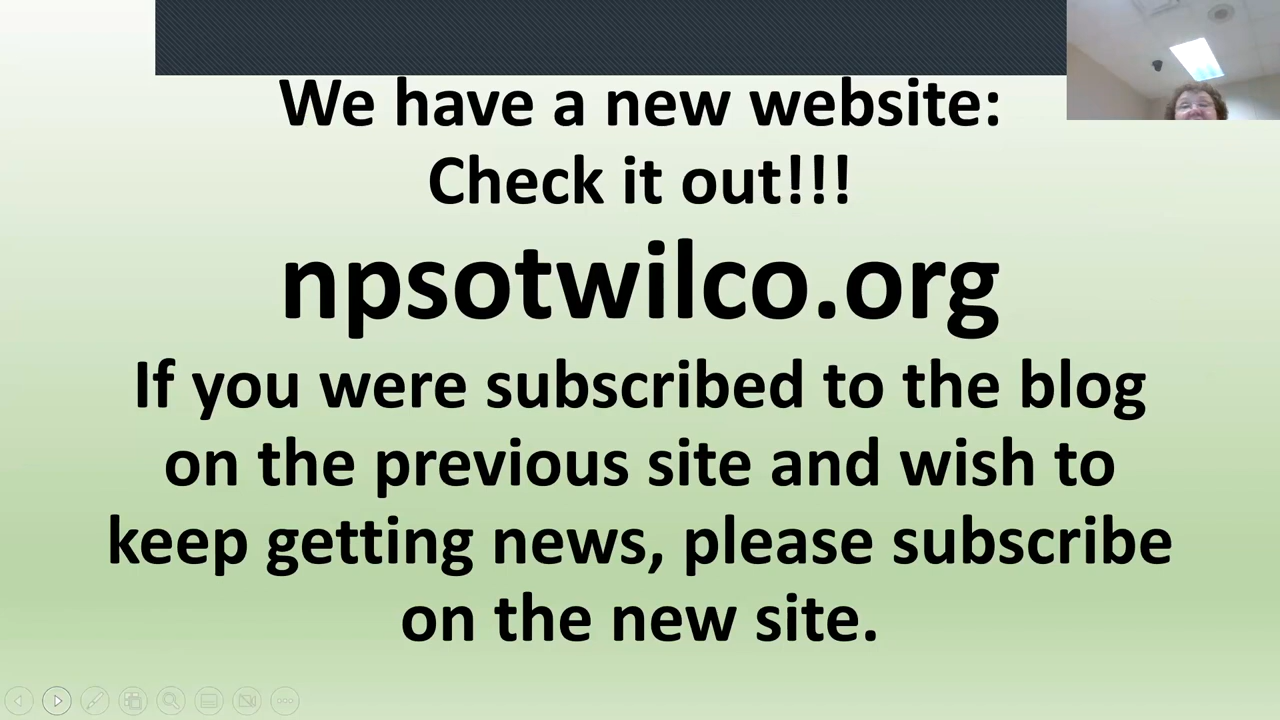 We have a new website:
Check it out!!!
npsotwilco.org
If you were subscribed to the blog
on the previous site and wish to
keep getting news, please subscribe
on the new site.